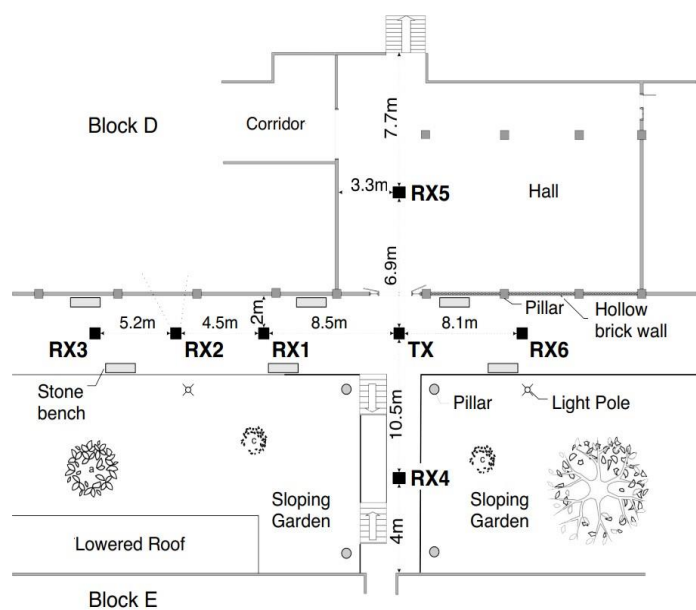 7.7m
Block D
Corridor
3.3m
RX5
Hall
6.9m
2m
Pillar
Hollow
brick wall
5.2m
4.5m
8.5m
8.1m
RX3
RX2
RX1
TX
RX6
Stone
bench
10.5m
Pillar
Light Pole
a
c
c
RX4
Sloping
Garden
Sloping
Garden
4m
Lowered Roof
Block E